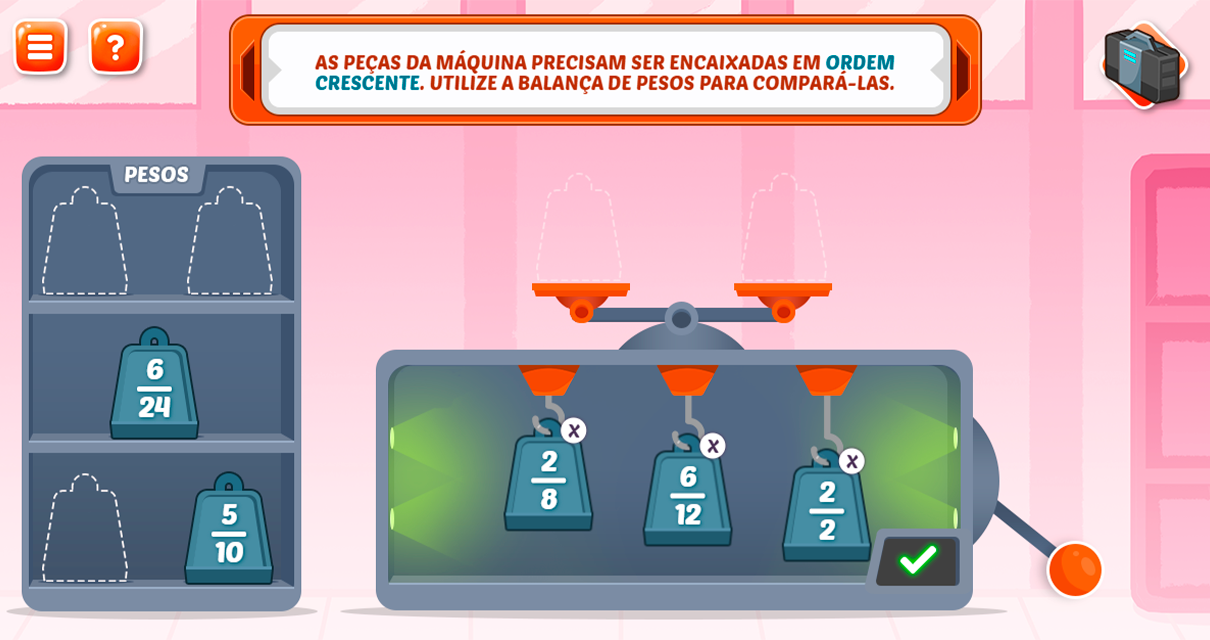 ?
AS PEÇAS DA MÁQUINA PRECISAM SER ENCAIXADAS EM ORDEM
CRESCENTE. UTILIZE A BALANÇA DE PESOS PARA COMPARÁ-LAS.
PESOS
6
24
5
10
2
8
X
6
12
X
2
2
X